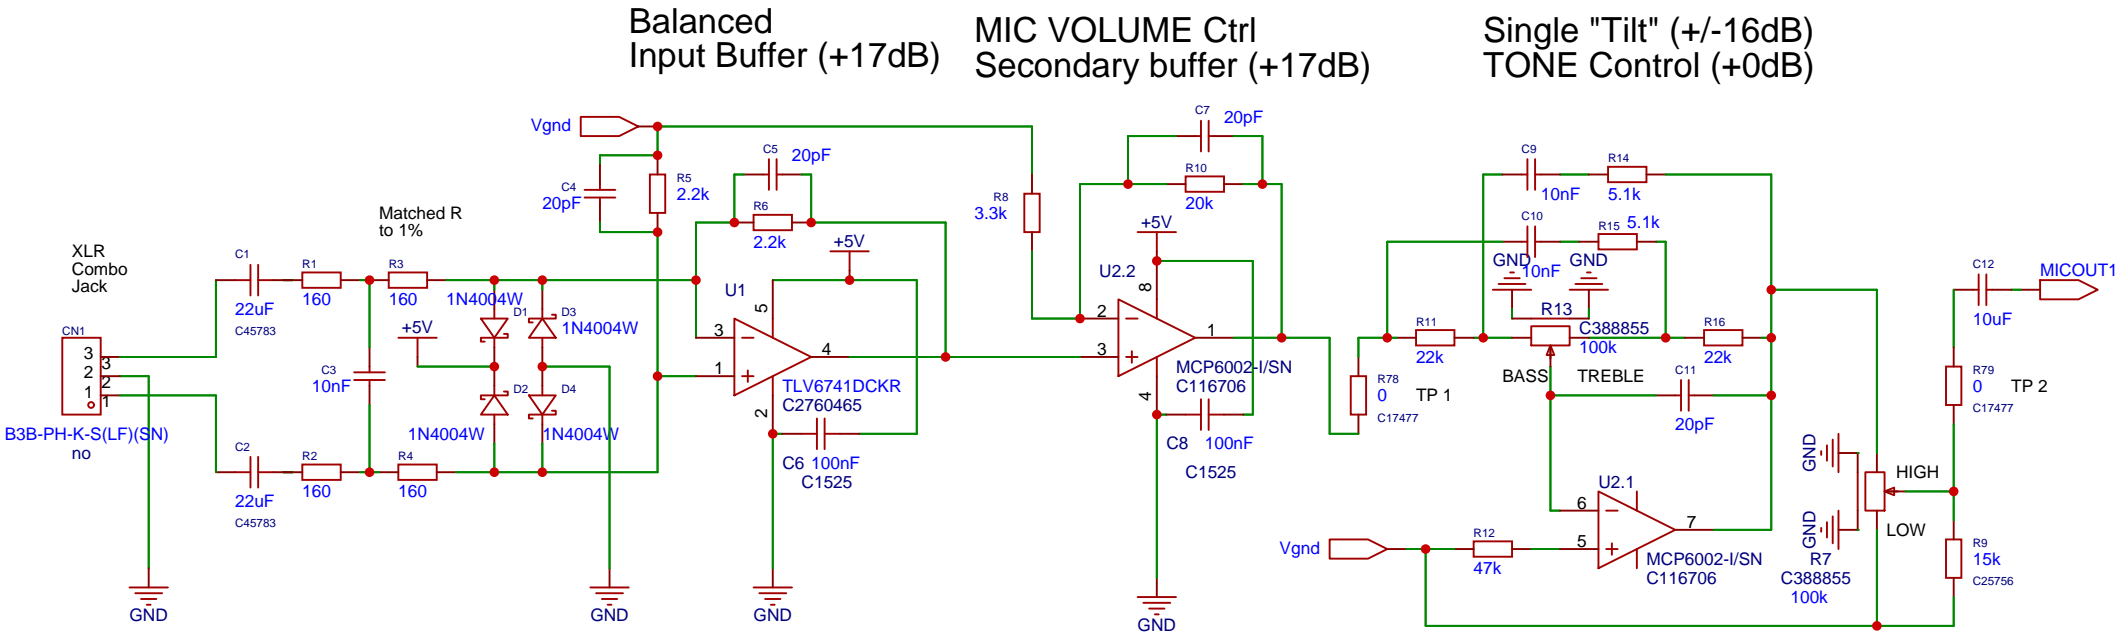 Balanced
Input Buffer (+17dB)
MIC VOLUME Ctrl
Secondary buffer (+17dB)
Single "Tilt" (+/-16dB)
TONE Control (+0dB)
Vgnd
C4
20pF
R5
2.2k
C5
20pF
R6
2.2k
Matched R
to 1%
XLR
Combo
Jack
CN1
3
2
1
3
2
1
B3B-PH-K-S(LF)(SN)
no
C1
22uF
C45783
R1
160
R3
160
C3
10nF
C2
22uF
C45783
R2
160
R4
160
1N4004W
D1
D3
1N4004W
+5V
D2
D4
1N4004W
1N4004W
GND
GND
U1
+5V
5
3
1
4
2
TLV6741DCKR
C2760465
C6
100nF
C1525
GND
R8
3.3k
C7
20pF
R10
20k
+5V
U2.2
8
2
3
1
4
MCP6002-I/SN
C116706
C8
100nF
C1525
GND
R78
0
C17477
TP 1
C9
10nF
R14
5.1k
C10
10nF
R15
5.1k
GND
GND
R11
22k
R13
C388855
100k
R16
22k
BASS
TREBLE
C11
20pF
U2.1
6
5
7
MCP6002-I/SN
C116706
Vgnd
R12
47k
GND
GND
HIGH
LOW
R7
C388855
100k
C12
10uF
MICOUT1
R79
0
C17477
TP 2
R9
15k
C25756